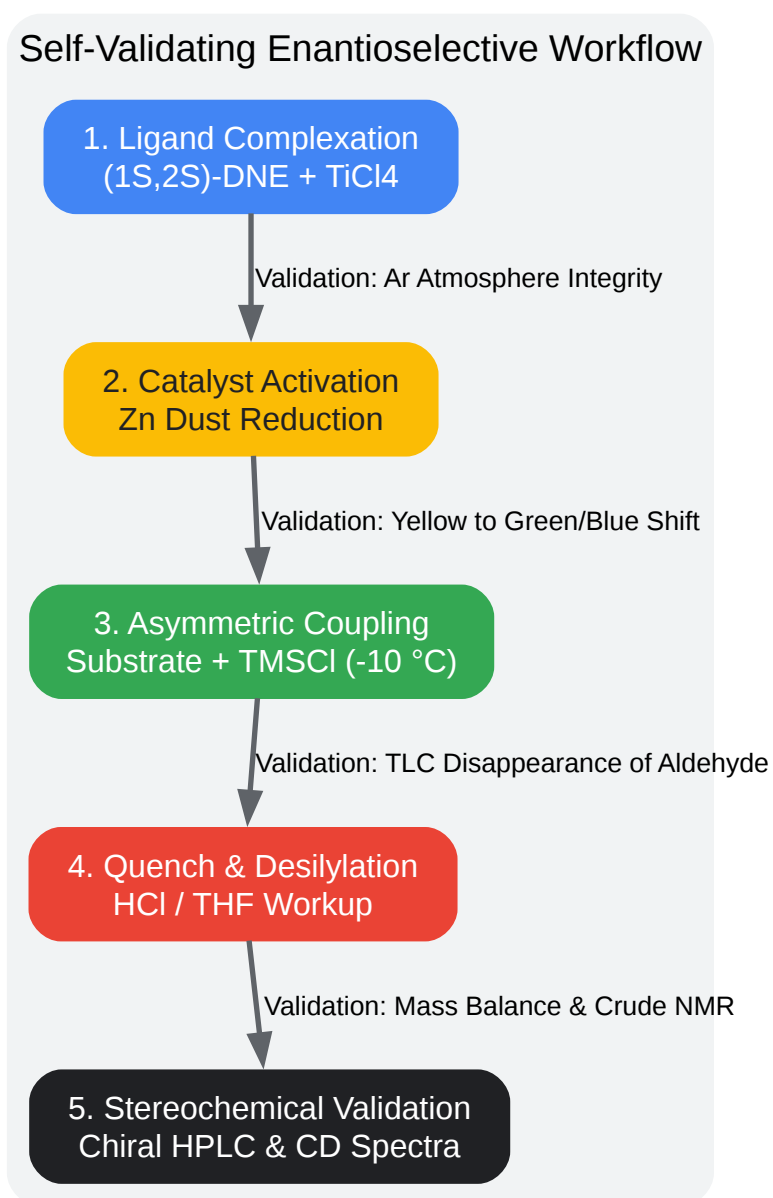 Self-Validating Enantioselective Workflow
1. Ligand Complexation
(1S,2S)-DNE + TiCl4
Validation: Ar Atmosphere Integrity
2. Catalyst Activation
Zn Dust Reduction
Validation: Yellow to Green/Blue Shift
3. Asymmetric Coupling
Substrate + TMSCl (-10 °C)
Validation: TLC Disappearance of Aldehyde
4. Quench & Desilylation
HCl / THF Workup
Validation: Mass Balance & Crude NMR
5. Stereochemical Validation
Chiral HPLC & CD Spectra